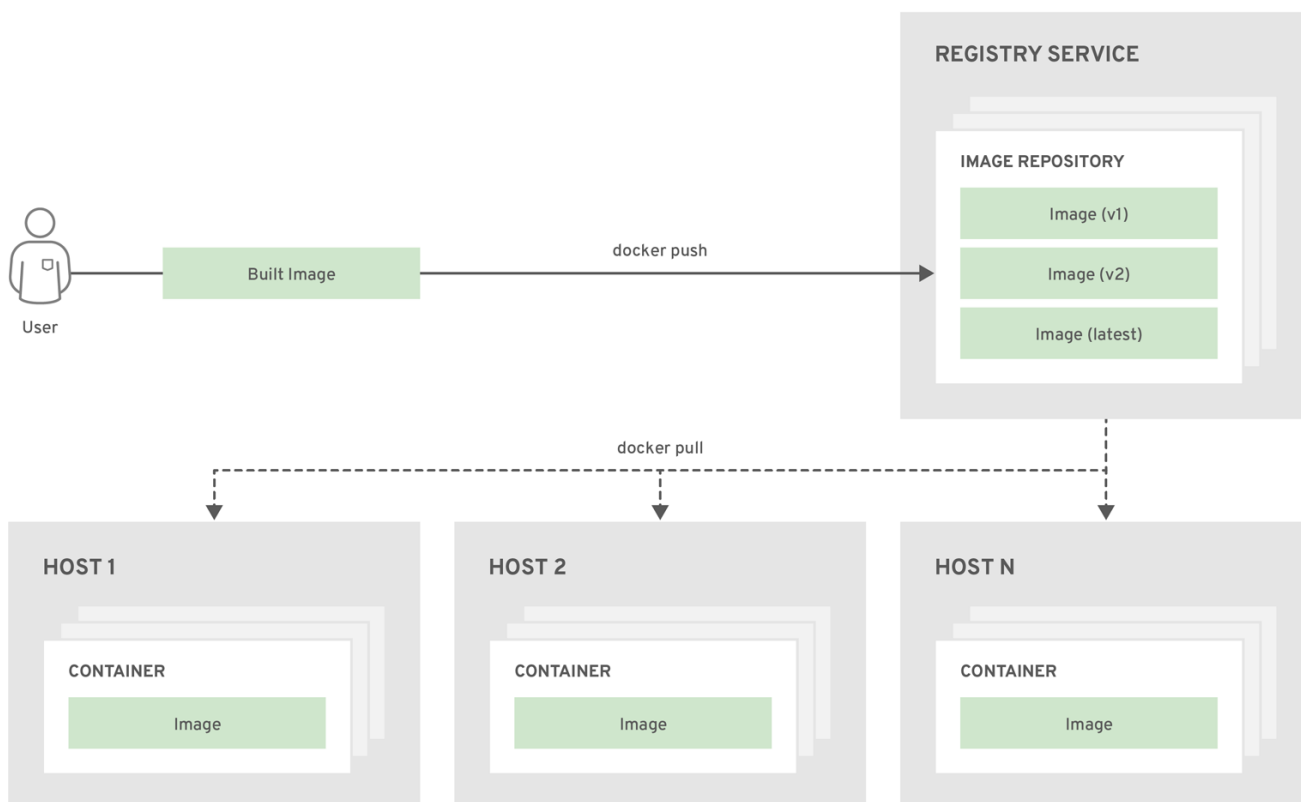 REGISTRY SERVICE
IMAGE REPOSITORY
Image (v1)
Image (v2)
Image (latest)
User
Built Image
docker push
docker pull
HOST 1
CONTAINER
Image
HOST 2
CONTAINER
Image
HOST N
CONTAINER
Image